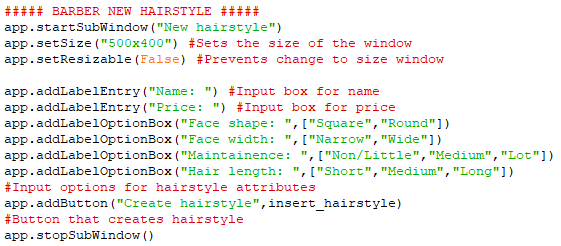 ##### BARBER NEW HAIRSTYLE #####
app.startSubWindow("New hairstyle")
app.setSize("500x400") #Sets the size of the window
app.setResizable(False) #Prevents change to size window
app.addLabelEntry("Name: ") #Input box for name
app.addLabelEntry("Price: ") #Input box for price
app.addLabelOptionBox("Face shape: ",["Square","Round"])
app.addLabelOptionBox("Face width: ",["Narrow","Wide"])
app.addLabelOptionBox("Maintainence: ",["Non/Little","Medium","Lot"])
app.addLabelOptionBox("Hair length: ",["Short","Medium","Long"])
#Input options for hairstyle attributes
app.addButton("Create hairstyle",insert_hairstyle)
#Button that creates hairstyle
app.stopSubWindow()